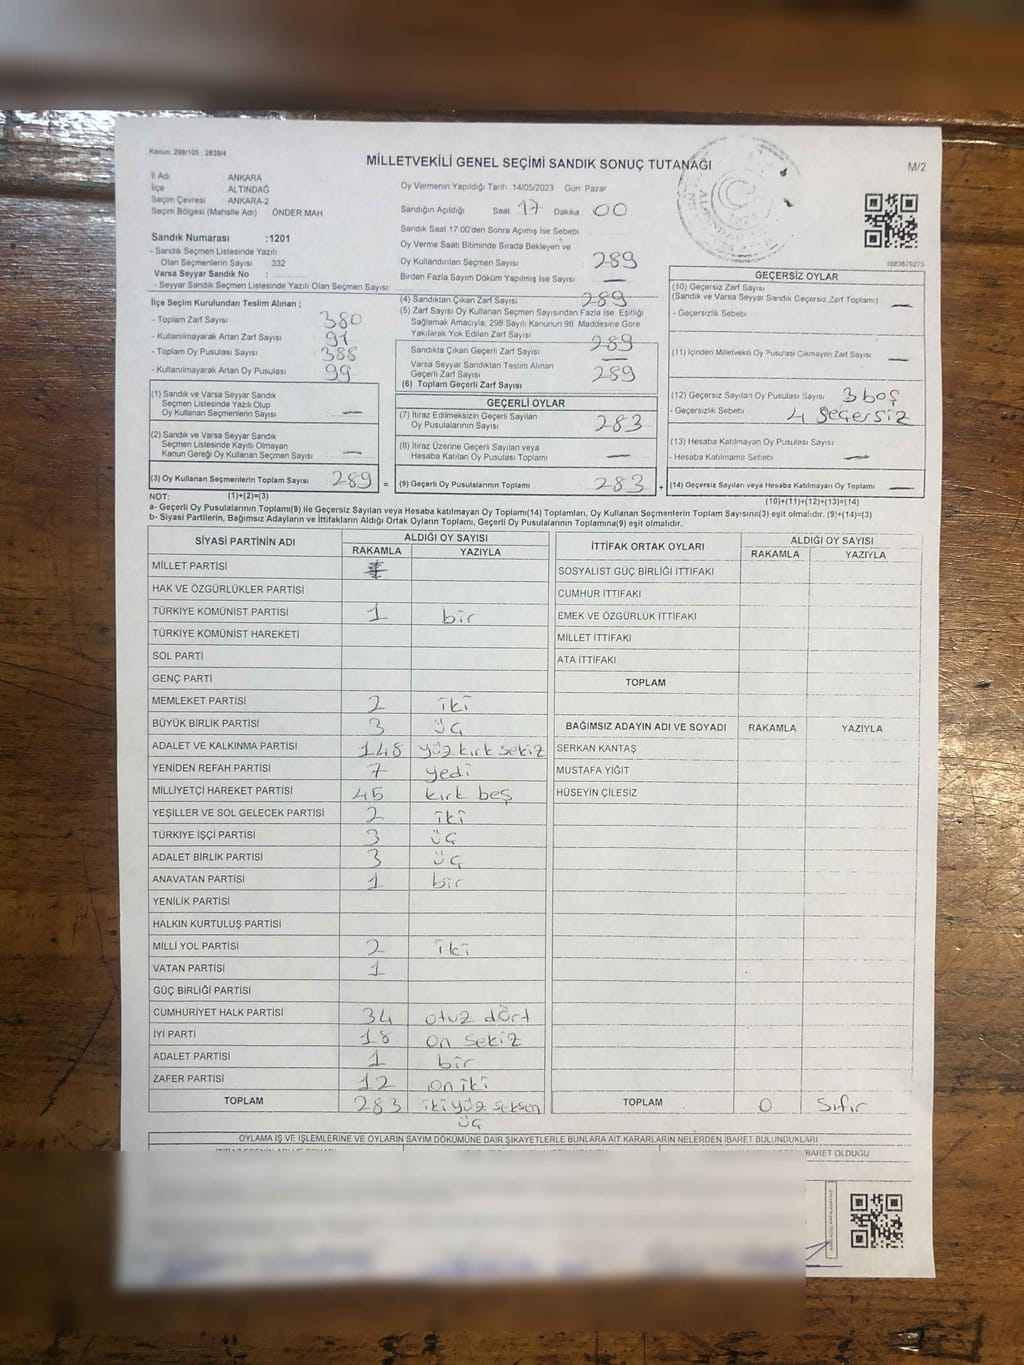 Kanun: 298/105 , 2839/4
MİLLETVEKİLİ GENEL SEÇİMİ SANDIK SONUÇ TUTANAĞI
M/2
İl Adı ANKARA
İlçe ALTINDAĞ
Seçim Çevresi ANKARA-2
Seçim Bölgesi (Mahalle Adı) ÖNDER MAH
Sandık Numarası :1201
- Sandık Seçmen Listesinde Yazılı
Olan Seçmenlerin Sayısı 332
Varsa Seyyar Sandık No :
- Seyyar Sandık Seçmen Listesinde Yazılı Olan Seçmen Sayısı:
Oy Vermenin Yapıldığı Tarih 14/05/2023 Gün Pazar
Sandığın Açıldığı Saat 17 Dakika 00
Sandık Saat 17:00'den Sonra Açımış İse Sebebi
Oy Verme Saati Bitiminde Sırada Bekleyen ve
Oy Kullandırılan Seçmen Sayısı 289
Birden Fazla Sayım Döküm Yapılmış İse Sayısı —
İlçe Seçim Kurulundan Teslim Alınan ;
- Toplam Zarf Sayısı 380
- Kullanılmayarak Artan Zarf Sayısı 91
- Toplam Oy Pusulası Sayısı 388
- Kullanılmayarak Artan Oy Pusulası 99
(1) Sandık ve Varsa Seyyar Sandık
Seçmen Listesinde Yazılı Olup
Oy Kullanan Seçmenlerin Sayısı —
(2) Sandık ve Varsa Seyyar Sandık
Seçmen Listesinde Kayıtlı Olmayan
Kanun Gereği Oy Kullanan Seçmen Sayısı —
(3) Oy Kullanan Seçmenlerin Toplam Sayısı 289 =
(4) Sandıktan Çıkan Zarf Sayısı 289
(5) Zarf Sayısı Oy Kullanan Seçmen Sayısından Fazla İse Eşitliği
Sağlamak Amacıyla, 298 Sayılı Kanunun 98 Maddesine Göre
Yakılarak Yok Edilen Zarf Sayısı
Sandıkta Çıkan Geçerli Zarf Sayısı 289
Varsa Seyyar Sandıktan Teslim Alınan —
Geçerli Zarf Sayısı
(6) Toplam Geçerli Zarf Sayısı 289
GEÇERLİ OYLAR
(7) İtiraz Edilmeksizin Geçerli Sayılan
Oy Pusulalarının Sayısı 283
(8) İtiraz Üzerine Geçerli Sayılan veya
Hesaba Katılan Oy Pusulası Toplamı —
(9) Geçerli Oy Pusulalarının Toplamı 283 +
1083670275
GEÇERSİZ OYLAR
(10) Geçersiz Zarf Sayısı
(Sandık ve Varsa Seyyar Sandık Geçersiz Zarf Toplamı) —
- Geçersizlik Sebebi
(11) İçinden Milletvekili Oy Pusulası Çıkmayan Zarf Sayısı —
(12) Geçersiz Sayılan Oy Pusulası Sayısı 3 boş
- Geçersizlik Sebebi 4 geçersiz
(13) Hesaba Katılmayan Oy Pusulası Sayısı
- Hesaba Katılmama Sebebi —
(14) Geçersiz Sayılan veya Hesaba Katılmayan Oy Toplamı —
NOT: (1)+(2)=(3) (10)+(11)+(12)+(13)=(14)
a- Geçerli Oy Pusulalarının Toplamı(9) ile Geçersiz Sayılan veya Hesaba katılmayan Oy Toplamı(14) Toplamları, Oy Kullanan Seçmenlerin Toplam Sayısına(3) eşit olmalıdır. (9)+(14)=(3)
b- Siyasi Partilerin, Bağımsız Adayların ve İttifakların Aldığı Ortak Oyların Toplamı, Geçerli Oy Pusulalarının Toplamına(9) eşit olmalıdır.
SİYASİ PARTİNİN ADI ALDIĞI OY SAYISI
RAKAMLA YAZIYLA
MİLLET PARTİSİ
HAK VE ÖZGÜRLÜKLER PARTİSİ
TÜRKİYE KOMÜNİST PARTİSİ 1 bir
TÜRKİYE KOMÜNİST HAREKETİ
SOL PARTİ
GENÇ PARTİ
MEMLEKET PARTİSİ 2 iki
BÜYÜK BİRLİK PARTİSİ 3 üç
ADALET VE KALKINMA PARTİSİ 148 yüz kırk sekiz
YENİDEN REFAH PARTİSİ 7 yedi
MİLLİYETÇİ HAREKET PARTİSİ 45 kırk beş
YEŞİLLER VE SOL GELECEK PARTİSİ 2 iki
TÜRKİYE İŞÇİ PARTİSİ 3 üç
ADALET BİRLİK PARTİSİ 3 üç
ANAVATAN PARTİSİ 1 bir
YENİLİK PARTİSİ
HALKIN KURTULUŞ PARTİSİ
MİLLİ YOL PARTİSİ 2 iki
VATAN PARTİSİ 1
GÜÇ BİRLİĞİ PARTİSİ
CUMHURİYET HALK PARTİSİ 34 otuz dört
İYİ PARTİ 18 on sekiz
ADALET PARTİSİ 1 bir
ZAFER PARTİSİ 12 on iki
TOPLAM 283 iki yüz seksen
üç
İTTİFAK ORTAK OYLARI ALDIĞI OY SAYISI
RAKAMLA YAZIYLA
SOSYALİST GÜÇ BİRLİĞİ İTTİFAKI
CUMHUR İTTİFAKI
EMEK VE ÖZGÜRLÜK İTTİFAKI
MİLLET İTTİFAKI
ATA İTTİFAKI
TOPLAM
BAĞIMSIZ ADAYIN ADI VE SOYADI RAKAMLA YAZIYLA
SERKAN KANTAŞ
MUSTAFA YİĞİT
HÜSEYİN ÇİLESİZ
TOPLAM 0 sıfır
OYLAMA İŞ VE İŞLEMLERİNE VE OYLARIN SAYIM DÖKÜMÜNE DAİR ŞİKAYETLERLE BUNLARA AİT KARARLARIN NELERDEN İBARET BULUNDUKLARI
BARET OLDUĞU